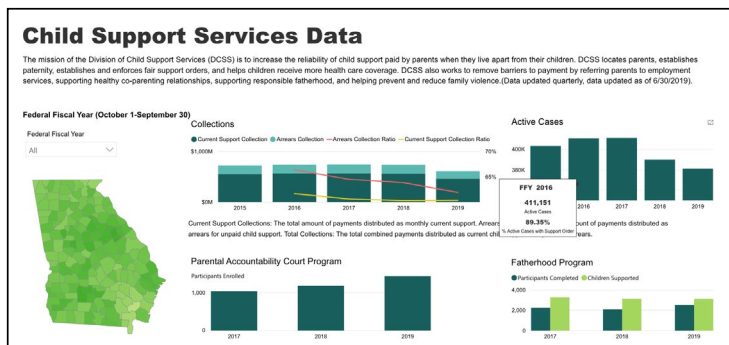 Child Support Services Data
The mission of the Division of Child Support Services (DCSS) is to increase the reliability of child support paid by parents when they live apart from their children. DCSS locates parents, establishes
paternity, establishes and enforces fair support orders, and helps children receive more health care coverage. DCSS also works to remove barriers to payment by referring parents to employment
services, supporting healthy co-parenting relationships, supporting responsible fatherhood, and helping prevent and reduce family violence.(Data updated quarterly, data updated as of 6/30/2019).
Federal Fiscal Year (October 1-September 30)
Federal Fiscal Year
All
Collections
Current Support Collection Arrears Collection Arrears Collection Ratio Current Support Collection Ratio
$1,000M
$0M
70%
65%
2015 2016 2017 2018 2019
Active Cases
400K
380K
2017 2018 2019
FFY 2016
411,151
Active Cases
89.35%
% Active Cases with Support Order
Current Support Collections: The total amount of payments distributed as monthly current support. Arrears
ount of payments distributed as
arrears for unpaid child support. Total Collections: The total combined payments distributed as current chil
rears.
Parental Accountability Court Program
Participants Enrolled
1,000
0
2017 2018 2019
Fatherhood Program
Participants Completed Children Supported
4,000
2,000
0
2017 2018 2019